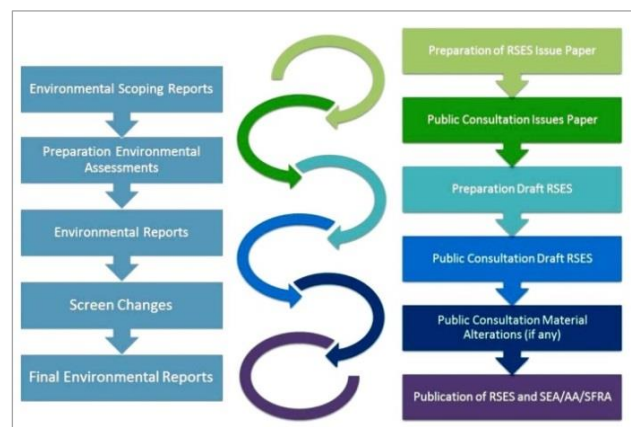 Environmental Scoping Reports
Preparation Environmental
Assessments
Environmental Reports
Screen Changes
Final Environmental Reports
Preparation of RSES Issue Paper
Public Consultation Issues Paper
Preparation Draft RSES
Public Consultation Draft RSES
Public Consultation Material
Alterations (if any)
Publication of RSES and SEA/AA/SFRA